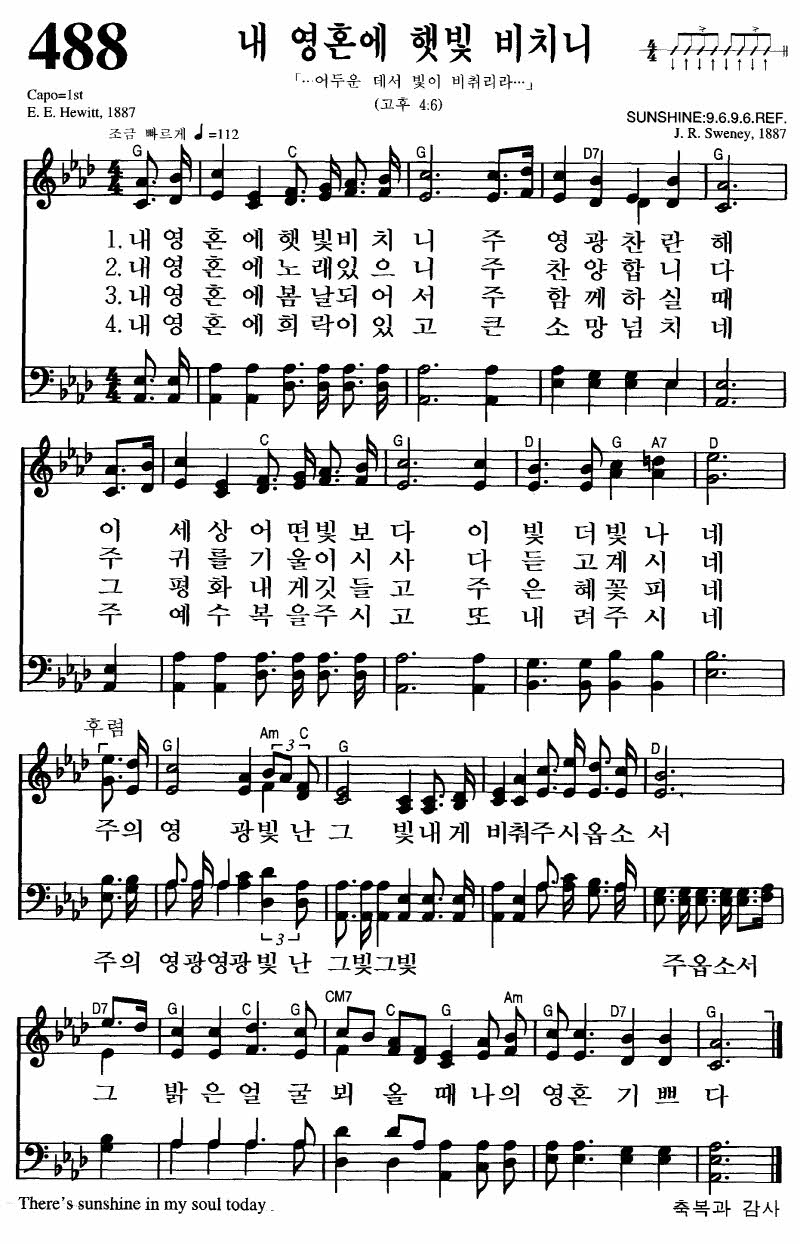 488
내 영혼에 햇빛 비치니
「…어두운 데서 빛이 비취리라…」
(고후 4:6)
4/4
Capo=1st
E. E. Hewitt, 1887
SUNSHINE:9.6.9.6.REF.
J. R. Sweney, 1887
조금 빠르게 ♩=112
G C G D7 G
1.내 영 혼 에 햇 빛 비 치 니 주 영 광 찬 란 해
2.내 영 혼 에 노 래 있 으 니 주 찬 양 합 니 다
3.내 영 혼 에 봄 날 되 어 서 주 함 께 하 실 때
4.내 영 혼 에 희 락 이 있 고 큰 소 망 넘 치 네
C G D G A7 D
이 세 상 어 떤 빛 보 다 이 빛 더 빛 나 네
주 귀 를 기 울 이 시 사 다 듣 고 계 시 네
그 평 화 내 게 깃 들 고 주 은 혜 꽃 피 네
주 예 수 복 을 주 시 고 또 내 려 주 시 네
후렴
G Am C G D
3
주의 영 광 빛 난 그 빛 내 게 비 춰 주 시 옵 소 서
3
주의 영광영광 빛 난 그빛그빛 주옵소서
D7 G C G CM7 C G Am G D7 G
그 밝 은 얼 굴 뵈 올 때 나 의 영 혼 기 쁘 다
There's sunshine in my soul today
축복과 감사